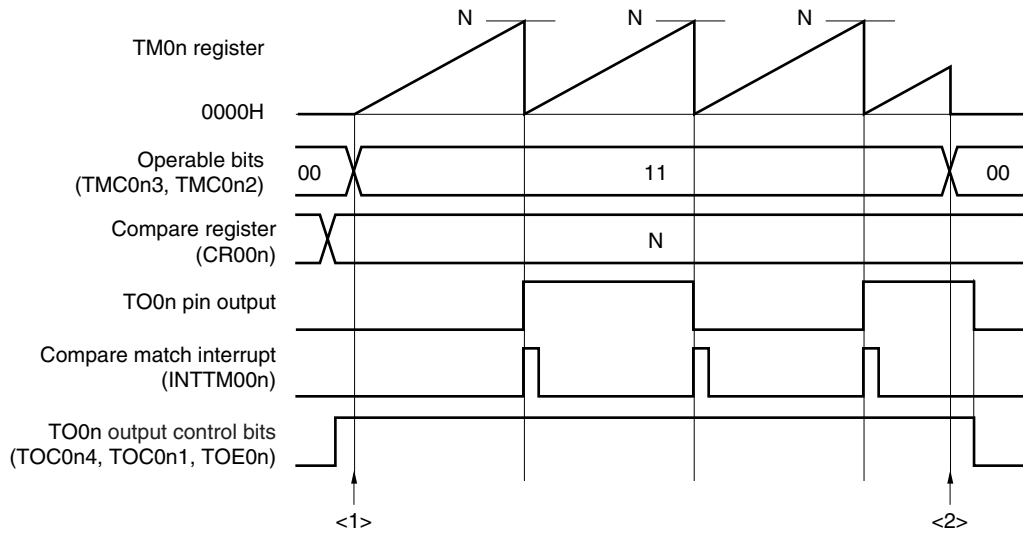 N
N
N
TM0n register
0000H
Operable bits
(TMC0n3, TMC0n2)
00
11
00
Compare register
(CR00n)
N
TO0n pin output
Compare match interrupt
(INTTM00n)
TO0n output control bits
(TOC0n4, TOC0n1, TOE0n)
<1>
<2>